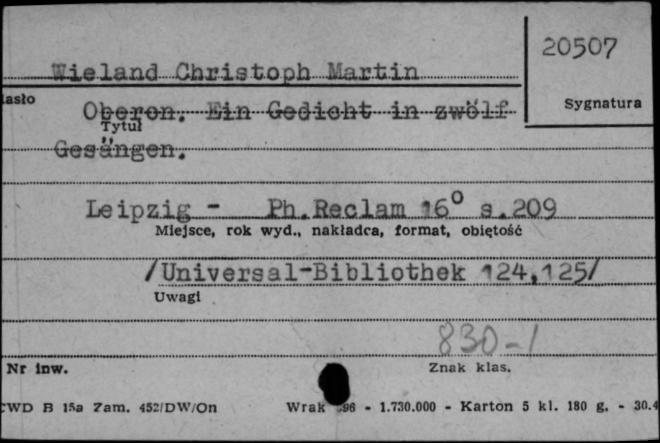 20507
Wieland Christoph Martin
asło
Sygnatura
Oberon. Ein Gedicht in zwölf
Tytuł
Gesängen.
Leipzig - Ph.Reclam 16° s.209
Miejsce, rok wyd., nakładca, format, objętość
/Universal-Bibliothek 124,125/
Uwagi
830-1
Nr inw.
Znak klas.
CWD B 15a Zam. 452/DW/On Wrak 96 - 1.730.000 - Karton 5 kl. 180 g. - 30.4